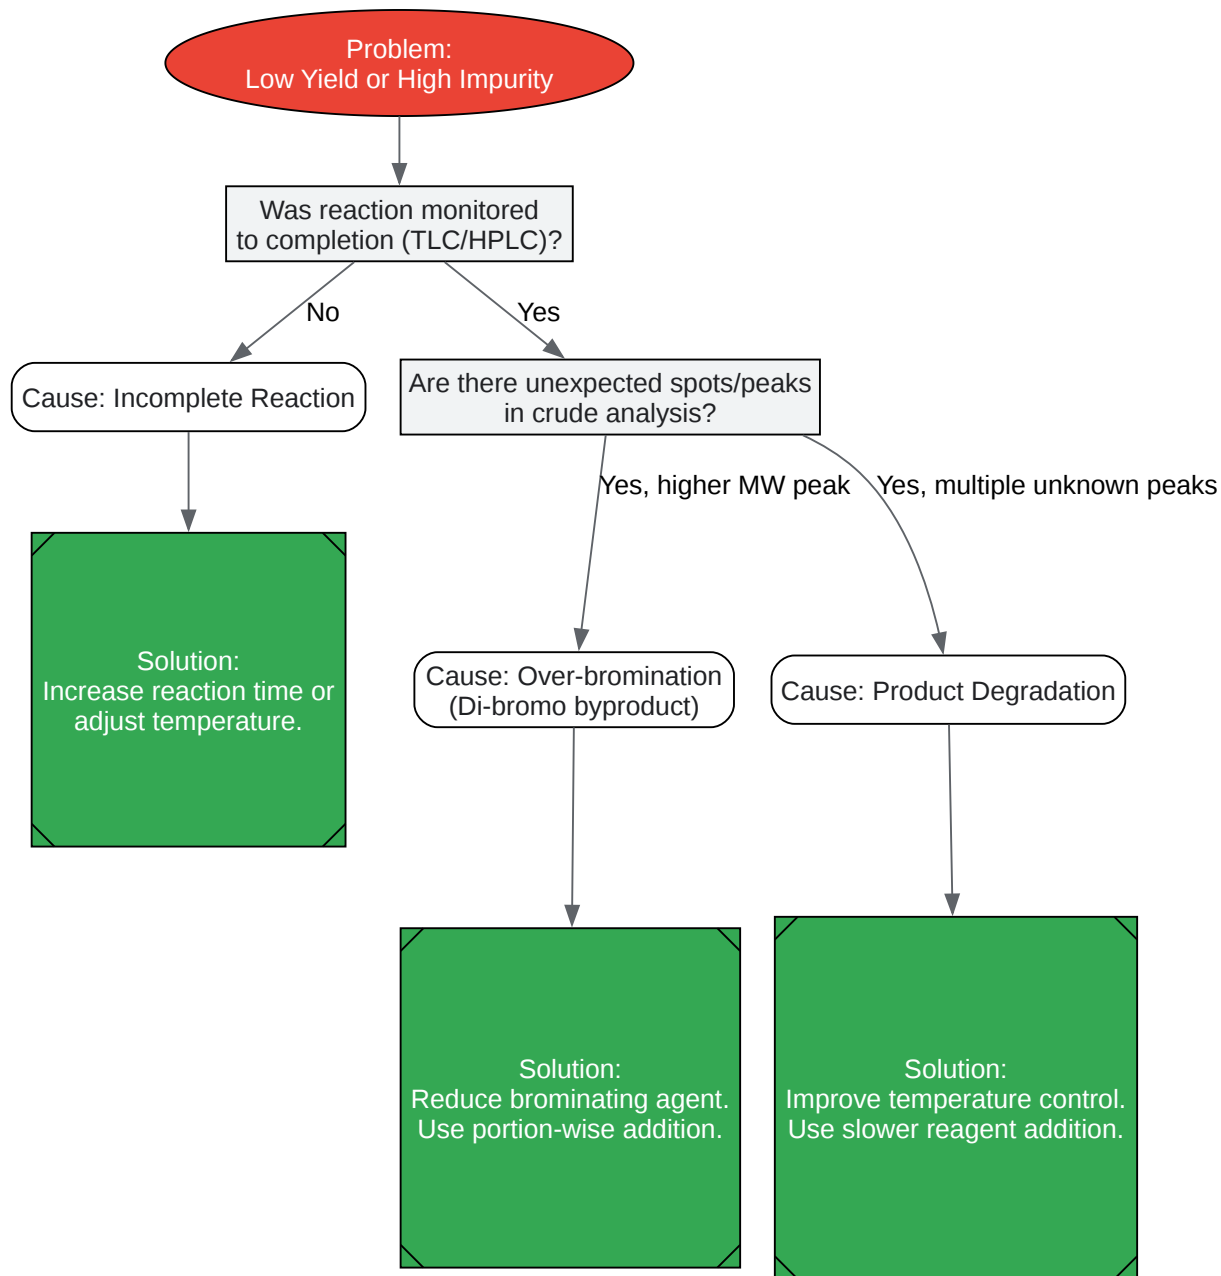 Problem:
Low Yield or High Impurity
Was reaction monitored
to completion (TLC/HPLC)?
No
Yes
Cause: Incomplete Reaction
Are there unexpected spots/peaks
in crude analysis?
Yes, higher MW peak
Yes, multiple unknown peaks
Solution:
Increase reaction time or
adjust temperature.
Cause: Over-bromination
(Di-bromo byproduct)
Cause: Product Degradation
Solution:
Reduce brominating agent.
Use portion-wise addition.
Solution:
Improve temperature control.
Use slower reagent addition.